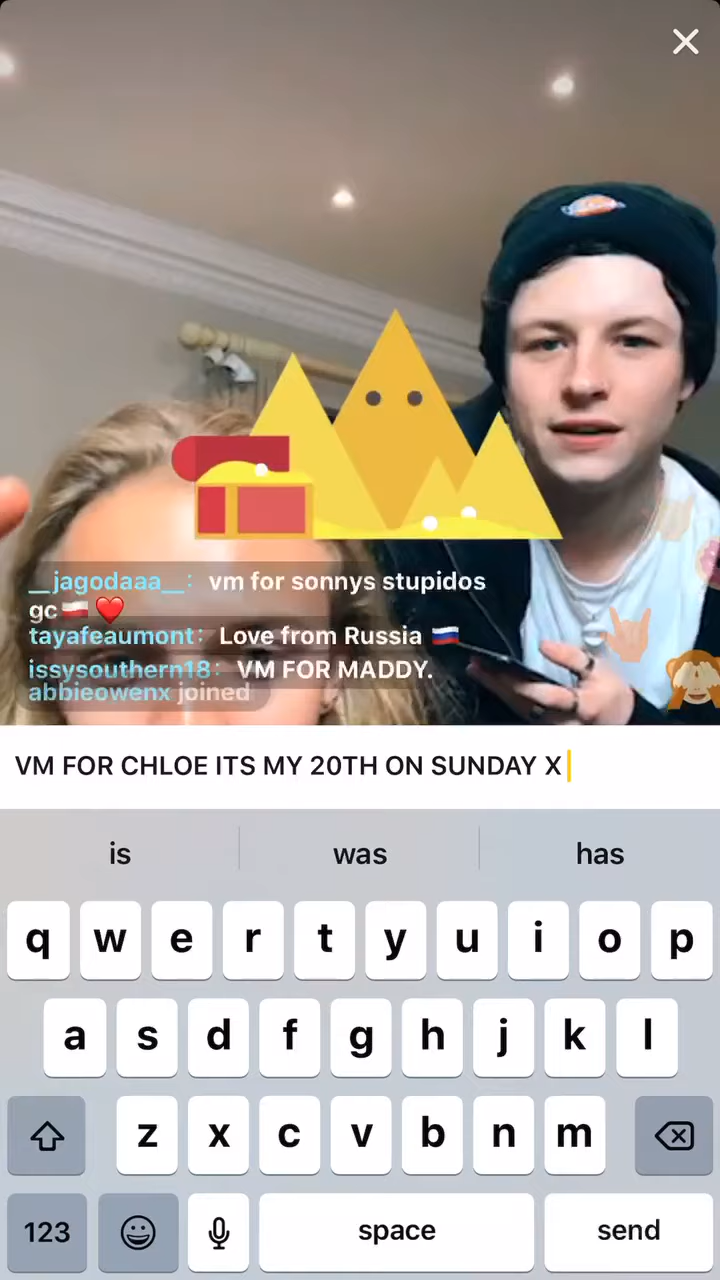 __jagodaaa__: vm for sonnys stupidos
gc🇵🇱❤️
tayafeaumont: Love from Russia 🇷🇺
issysouthern18: VM FOR MADDY.
abbieowenx joined
VM FOR CHLOE ITS MY 20TH ON SUNDAY X
is was has
q w e r t y u i o p
a s d f g h j k l
z x c v b n m
123 space send